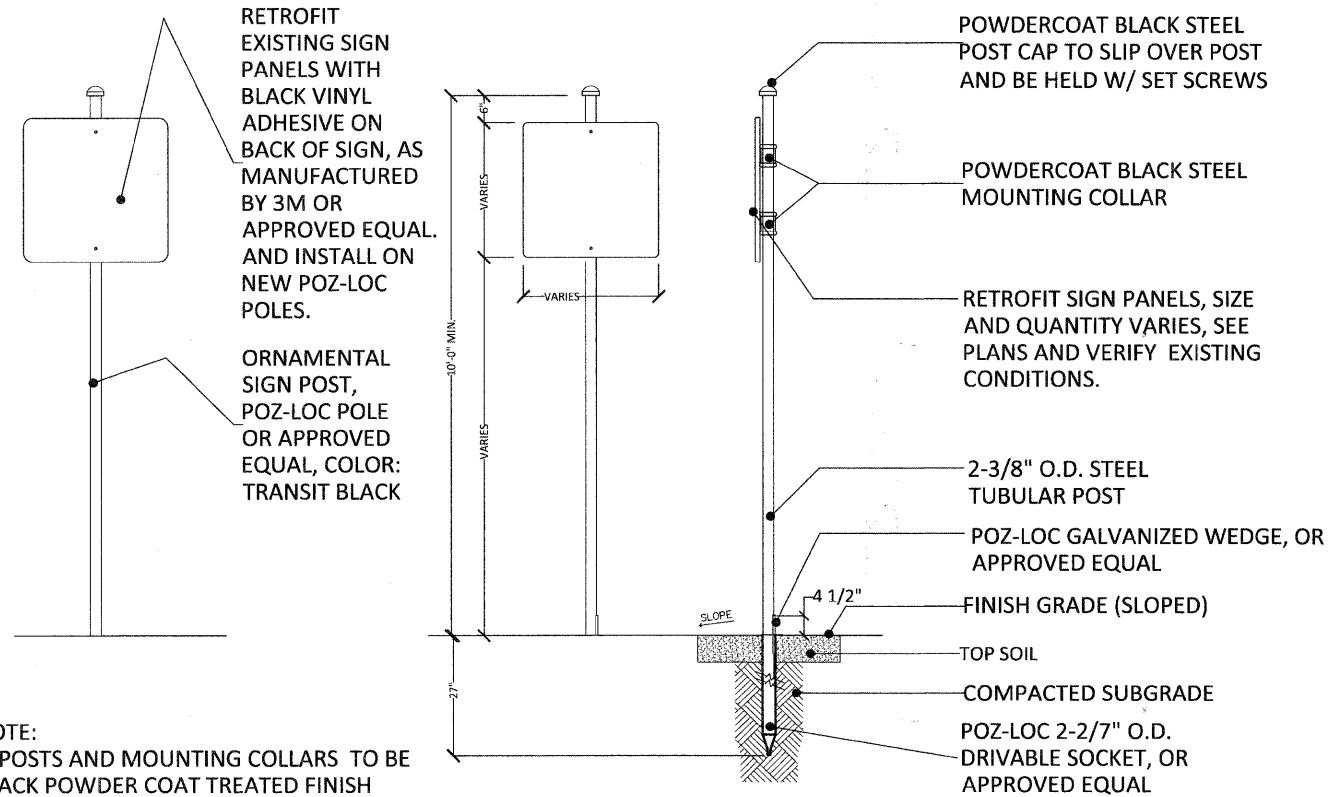 RETROFIT
EXISTING SIGN
PANELS WITH
BLACK VINYL
ADHESIVE ON
BACK OF SIGN, AS
MANUFACTURED
BY 3M OR
APPROVED EQUAL.
AND INSTALL ON
NEW POZ-LOC
POLES.
ORNAMENTAL
SIGN POST,
POZ-LOC POLE
OR APPROVED
EQUAL, COLOR:
TRANSIT BLACK
6"
VARIES
VARIES
10'-0" MIN.
VARIES
27"
POWDERCOAT BLACK STEEL
POST CAP TO SLIP OVER POST
AND BE HELD W/ SET SCREWS
POWDERCOAT BLACK STEEL
MOUNTING COLLAR
RETROFIT SIGN PANELS, SIZE
AND QUANTITY VARIES, SEE
PLANS AND VERIFY EXISTING
CONDITIONS.
2-3/8" O.D. STEEL
TUBULAR POST
POZ-LOC GALVANIZED WEDGE, OR
APPROVED EQUAL
4 1/2"
SLOPE
FINISH GRADE (SLOPED)
TOP SOIL
COMPACTED SUBGRADE
POZ-LOC 2-2/7" O.D.
DRIVABLE SOCKET, OR
APPROVED EQUAL
OTE:
POSTS AND MOUNTING COLLARS TO BE
ACK POWDER COAT TREATED FINISH